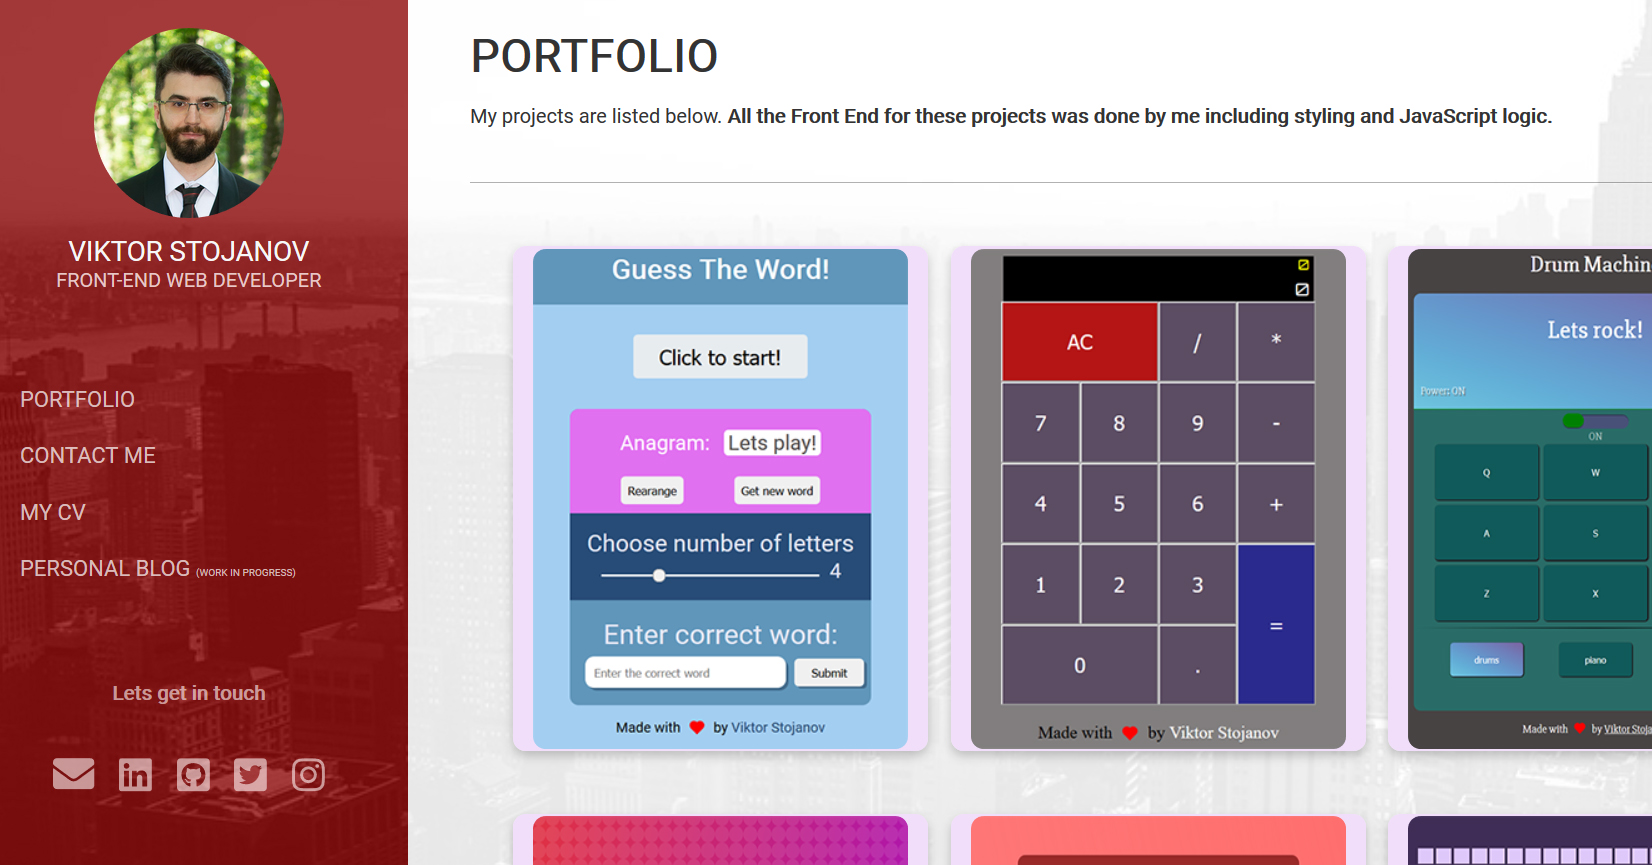 VIKTOR STOJANOV
FRONT-END WEB DEVELOPER
PORTFOLIO
CONTACT ME
MY CV
PERSONAL BLOG (WORK IN PROGRESS)
Lets get in touch
PORTFOLIO
My projects are listed below. All the Front End for these projects was done by me including styling and JavaScript logic.
Guess The Word!
Click to start!
Anagram: Lets play!
Rearange Get new word
Choose number of letters
4
Enter correct word:
Enter the correct word Submit
Made with ❤ by Viktor Stojanov
0
0
AC / *
7 8 9 -
4 5 6 +
1 2 3 =
0 .
Made with ❤ by Viktor Stojanov
Drum Machin
Lets rock!
Power: ON
ON
Q W
A S
Z X
drums piano
Made with ❤ by Viktor Stoja